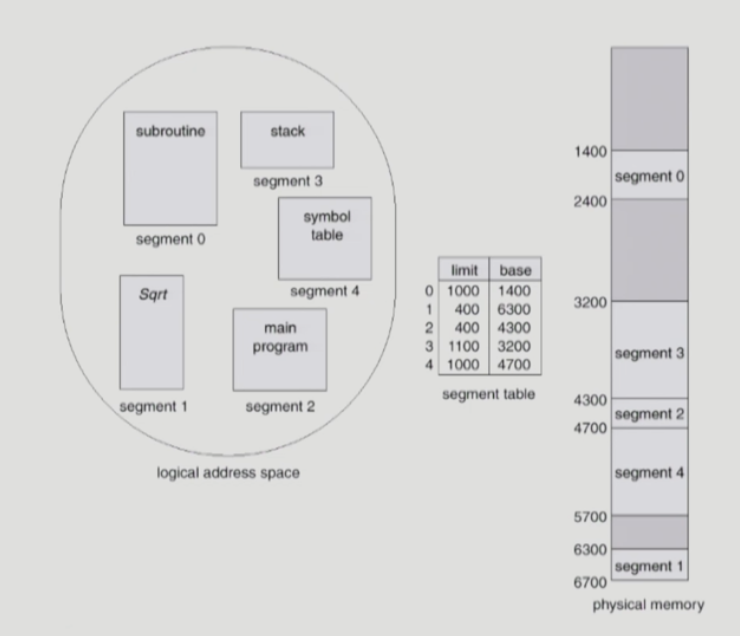 subroutine
segment 0
stack
segment 3
symbol
table
segment 4
Sqrt
segment 1
main
program
segment 2
logical address space
limit base
0 1000 1400
1 400 6300
2 400 4300
3 1100 3200
4 1000 4700
segment table
1400
segment 0
2400
3200
segment 3
4300
segment 2
4700
segment 4
5700
6300
segment 1
6700
physical memory